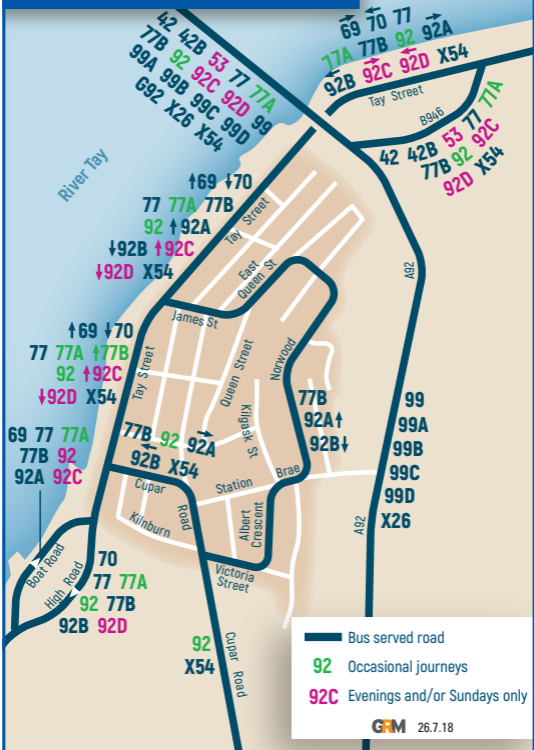 42 42B 53 77 77A
77B 92 92C 92D 99
99A 99B 99C 99D
G92 X26 X54
69 70 77
77A 77B 92 92A
92B 92C 92D X54
Tay Street
B946
42 42B 53 77 77A
77B 92 92C
92D X54
River Tay
↑69 ↓70
77 77A 77B
92 ↑92A
↓92B ↑92C
↓92D X54
Tay Street
East
Queen St
James St
A92
↑69 ↓70
77 77A ↑77B
92 ↑92C
↓92D X54
Tay Street
Queen Street
Norwood
Kilgask St
77B
92A↑
92B↓
99
99A
99B
99C
99D
X26
A92
69 77 77A
77B 92
92A 92C
77B 92 92A
92B X54
Cupar
Road
Station
Brae
Kilnburn
Albert
Crescent
Victoria
Street
Boat Road
High Road
70
77 77A
92 77B
92B 92D
92
X54
Cupar Road
Bus served road
92 Occasional journeys
92C Evenings and/or Sundays only
GRM 26.7.18